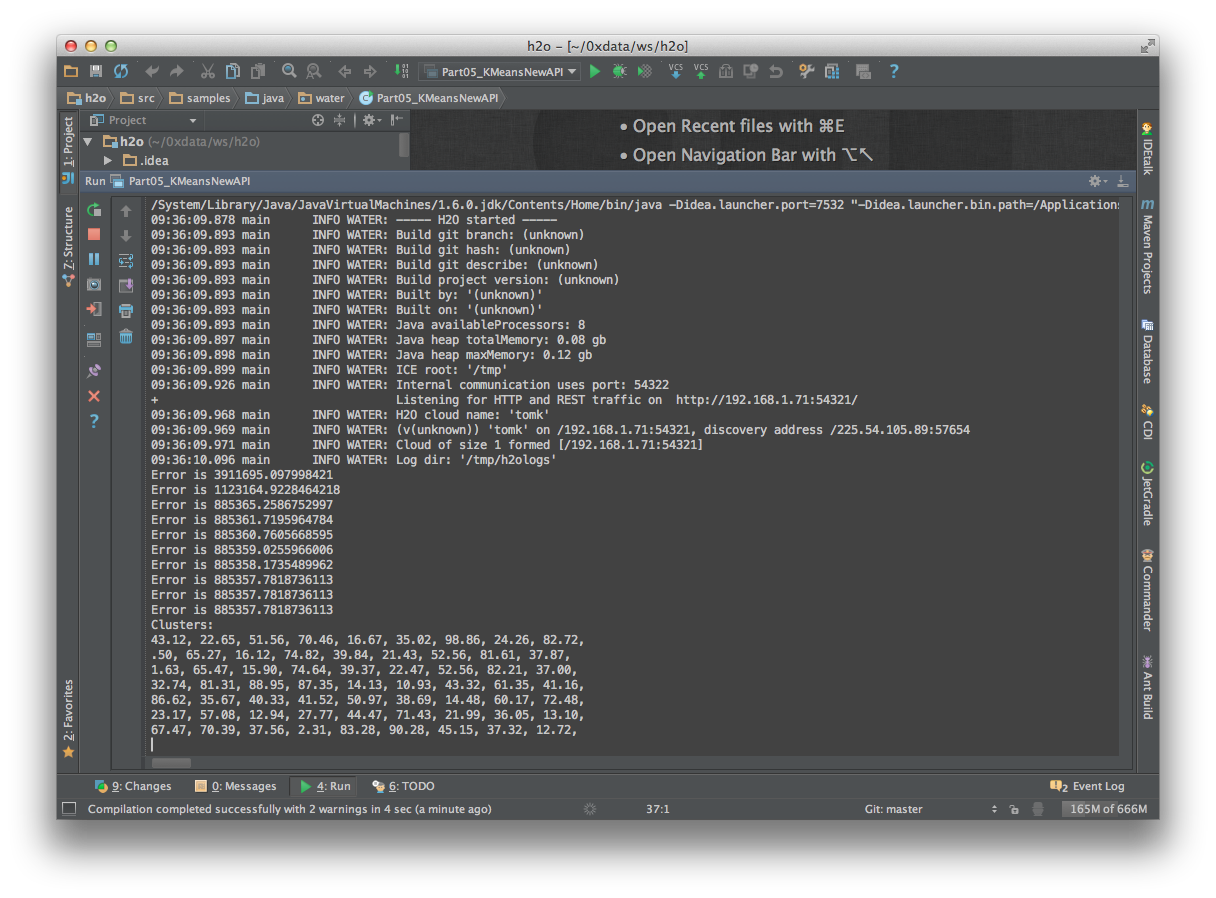 h2o – [~/0xdata/ws/h2o]
Part05_KMeansNewAPI
VCS VCS
h2o src samples java water Part05_KMeansNewAPI
Project
h2o (~/0xdata/ws/h2o)
.idea
• Open Recent files with ⌘E
• Open Navigation Bar with ⌥↖
Run Part05_KMeansNewAPI
/System/Library/Java/JavaVirtualMachines/1.6.0.jdk/Contents/Home/bin/java -Didea.launcher.port=7532 "-Didea.launcher.bin.path=/Application
09:36:09.878 main INFO WATER: ----- H2O started -----
09:36:09.893 main INFO WATER: Build git branch: (unknown)
09:36:09.893 main INFO WATER: Build git hash: (unknown)
09:36:09.893 main INFO WATER: Build git describe: (unknown)
09:36:09.893 main INFO WATER: Build project version: (unknown)
09:36:09.893 main INFO WATER: Built by: '(unknown)'
09:36:09.893 main INFO WATER: Built on: '(unknown)'
09:36:09.893 main INFO WATER: Java availableProcessors: 8
09:36:09.897 main INFO WATER: Java heap totalMemory: 0.08 gb
09:36:09.898 main INFO WATER: Java heap maxMemory: 0.12 gb
09:36:09.899 main INFO WATER: ICE root: '/tmp'
09:36:09.926 main INFO WATER: Internal communication uses port: 54322
+ Listening for HTTP and REST traffic on http://192.168.1.71:54321/
09:36:09.968 main INFO WATER: H2O cloud name: 'tomk'
09:36:09.969 main INFO WATER: (v(unknown)) 'tomk' on /192.168.1.71:54321, discovery address /225.54.105.89:57654
09:36:09.971 main INFO WATER: Cloud of size 1 formed [/192.168.1.71:54321]
09:36:10.096 main INFO WATER: Log dir: '/tmp/h2ologs'
Error is 3911695.097998421
Error is 1123164.9228464218
Error is 885365.2586752997
Error is 885361.7195964784
Error is 885360.7605668595
Error is 885359.0255966006
Error is 885358.1735489962
Error is 885357.7818736113
Error is 885357.7818736113
Error is 885357.7818736113
Clusters:
43.12, 22.65, 51.56, 70.46, 16.67, 35.02, 98.86, 24.26, 82.72,
.50, 65.27, 16.12, 74.82, 39.84, 21.43, 52.56, 81.61, 37.87,
1.63, 65.47, 15.90, 74.64, 39.37, 22.47, 52.56, 82.21, 37.00,
32.74, 81.31, 88.95, 87.35, 14.13, 10.93, 43.32, 61.35, 41.16,
86.62, 35.67, 40.33, 41.52, 50.97, 38.69, 14.48, 60.17, 72.48,
23.17, 57.08, 12.94, 27.77, 44.47, 71.43, 21.99, 36.05, 13.10,
67.47, 70.39, 37.56, 2.31, 83.28, 90.28, 45.15, 37.32, 12.72,
1: Project
Z: Structure
2: Favorites
IDEtalk
m Maven Projects
Database
CDI
JetGradle
Commander
Ant Build
9: Changes 0: Messages 4: Run 6: TODO 2 Event Log
Compilation completed successfully with 2 warnings in 4 sec (a minute ago) 37:1 Git: master 165M of 666M